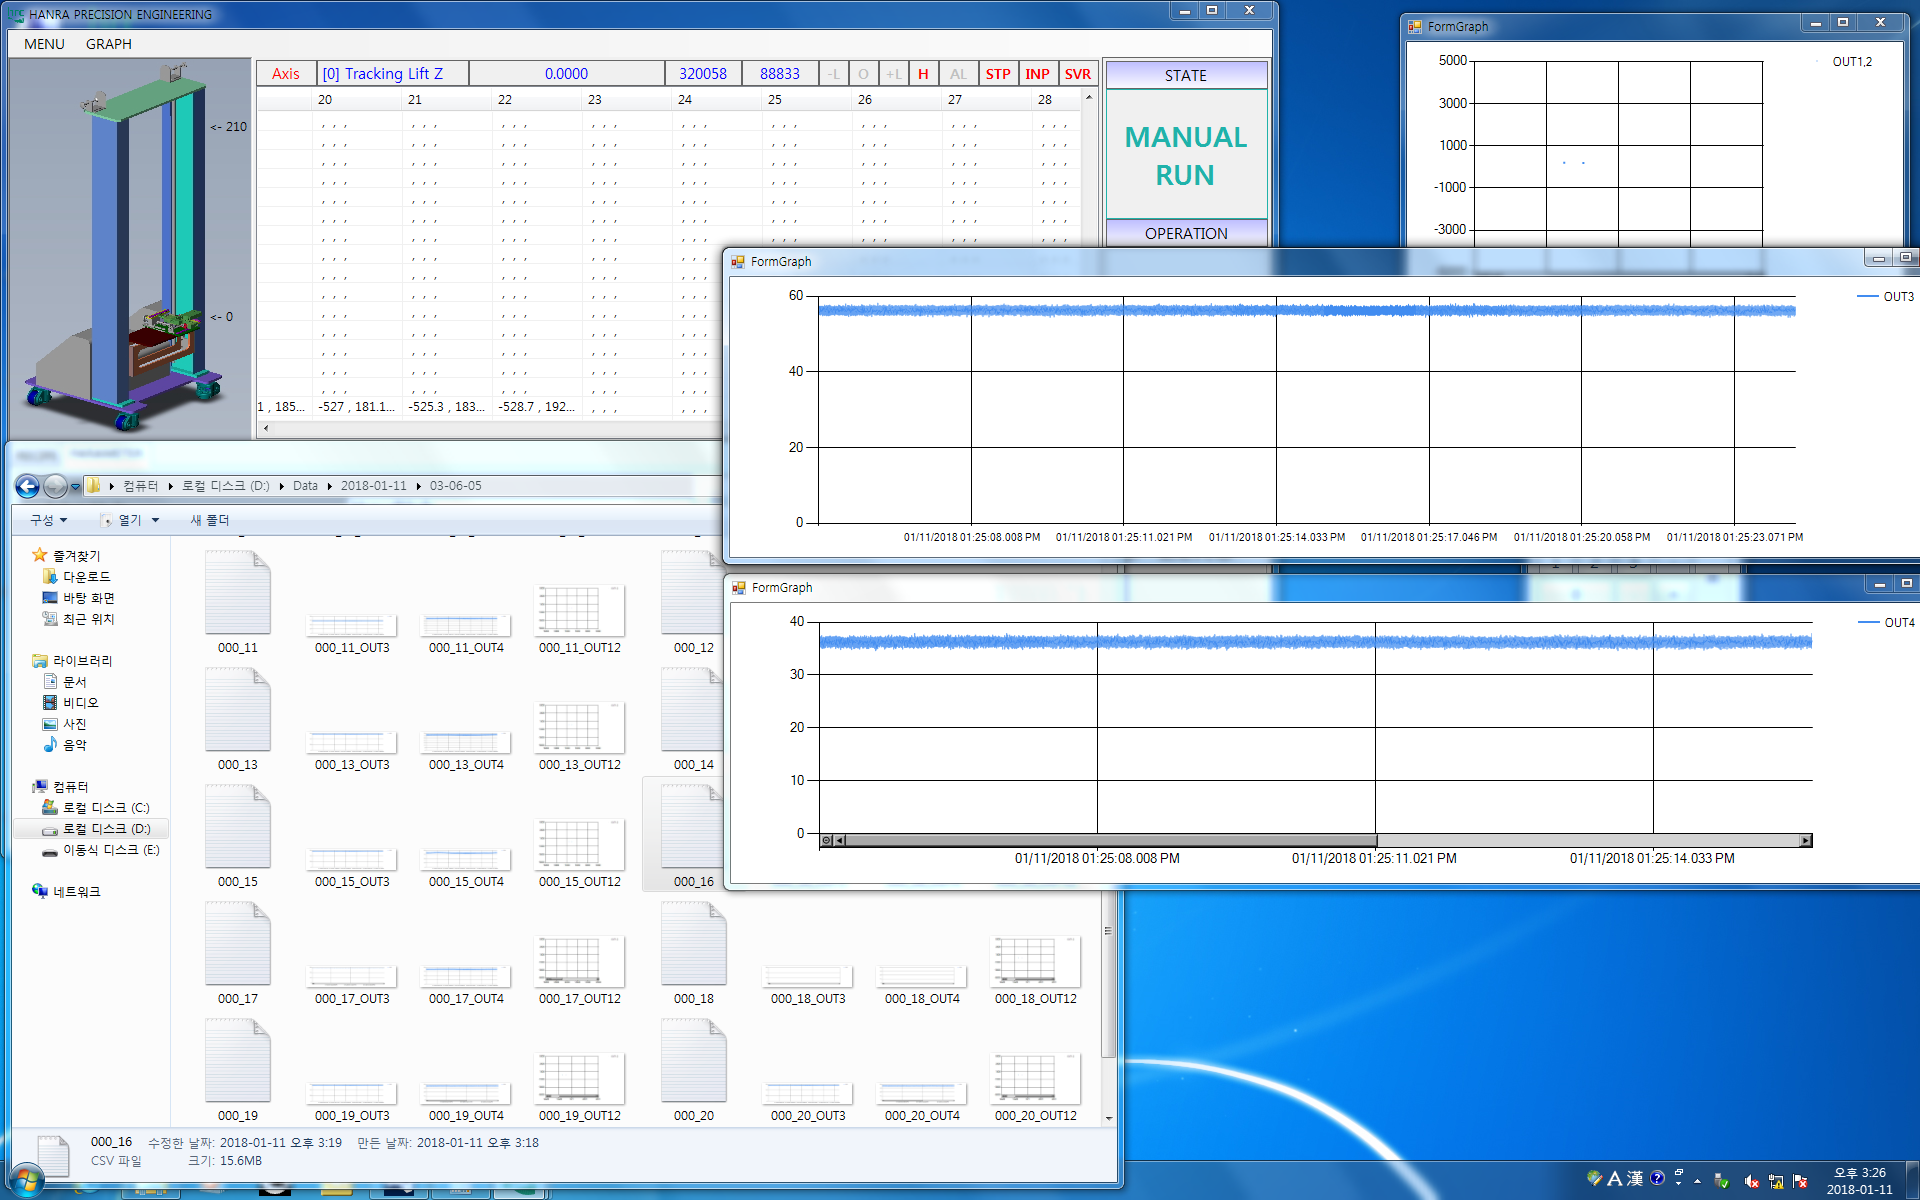 HANRA PRECISION ENGINEERING
MENU GRAPH
<- 210
<- 0
Axis [0] Tracking Lift Z 0.0000 320058 88833 -L O +L H AL STP INP SVR
20 21 22 23 24 25 26 27 28
, , , , , , , , , , , , , , , , , , , , , , , , , , ,
1 , 185... -527 , 181.1... -525.3 , 183... -528.7 , 192... , , , , , ,
STATE
MANUAL
RUN
OPERATION
FormGraph
OUT1,2
5000
3000
1000
-1000
-3000
FormGraph
OUT3
60
40
20
0
01/11/2018 01:25:08.008 PM 01/11/2018 01:25:11.021 PM 01/11/2018 01:25:14.033 PM 01/11/2018 01:25:17.046 PM 01/11/2018 01:25:20.058 PM 01/11/2018 01:25:23.071 PM
FormGraph
OUT4
40
30
20
10
0
01/11/2018 01:25:08.008 PM 01/11/2018 01:25:11.021 PM 01/11/2018 01:25:14.033 PM
컴퓨터 로컬 디스크 (D:) Data 2018-01-11 03-06-05
구성 열기 새 폴더
즐겨찾기
다운로드
바탕 화면
최근 위치
라이브러리
문서
비디오
사진
음악
컴퓨터
로컬 디스크 (C:)
로컬 디스크 (D:)
이동식 디스크 (E:)
네트워크
000_11 000_11_OUT3 000_11_OUT4 000_11_OUT12 000_12
000_13 000_13_OUT3 000_13_OUT4 000_13_OUT12 000_14
000_15 000_15_OUT3 000_15_OUT4 000_15_OUT12 000_16
000_17 000_17_OUT3 000_17_OUT4 000_17_OUT12 000_18 000_18_OUT3 000_18_OUT4 000_18_OUT12
000_19 000_19_OUT3 000_19_OUT4 000_19_OUT12 000_20 000_20_OUT3 000_20_OUT4 000_20_OUT12
000_16 수정한 날짜: 2018-01-11 오후 3:19 만든 날짜: 2018-01-11 오후 3:18
CSV 파일 크기: 15.6MB
A 漢
오후 3:26
2018-01-11